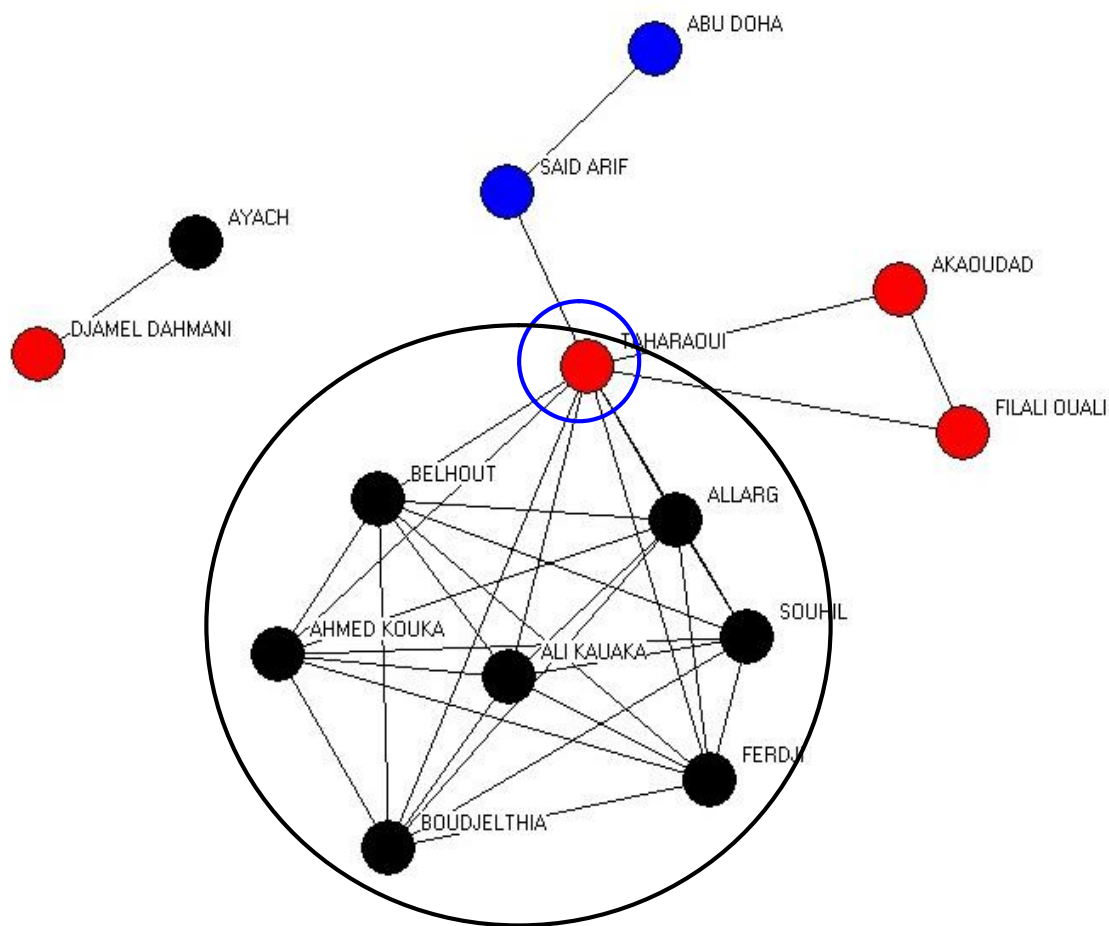 ABU DOHA
SAID ARIF
AYACH
AKAOUDAD
DJAMEL DAHMANI
TAHARAOUI
FILALI OUALI
BELHOUT
ALLARG
SOUHIL
AHMED KOUKA
ALI KAUAKA
FERDJI
BOUDJELTHIA